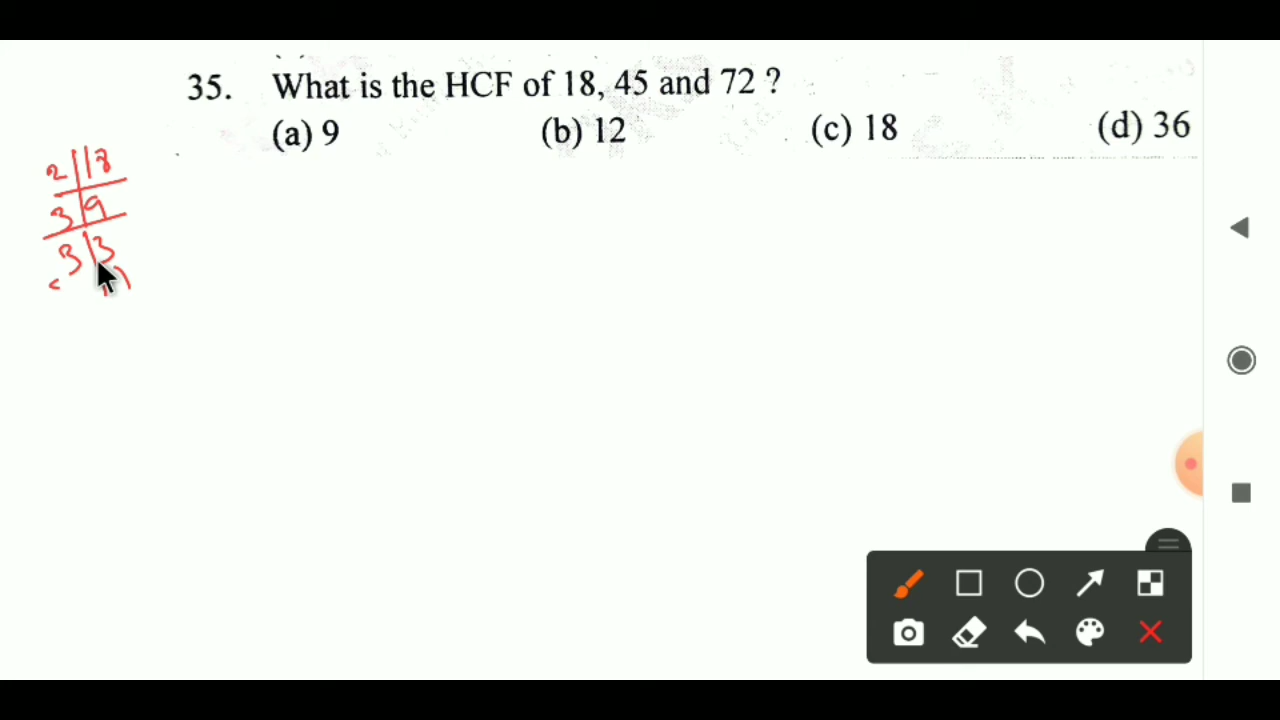 35. What is the HCF of 18, 45 and 72 ?
(a) 9 (b) 12 (c) 18 (d) 36
2 18
3 9
3 3